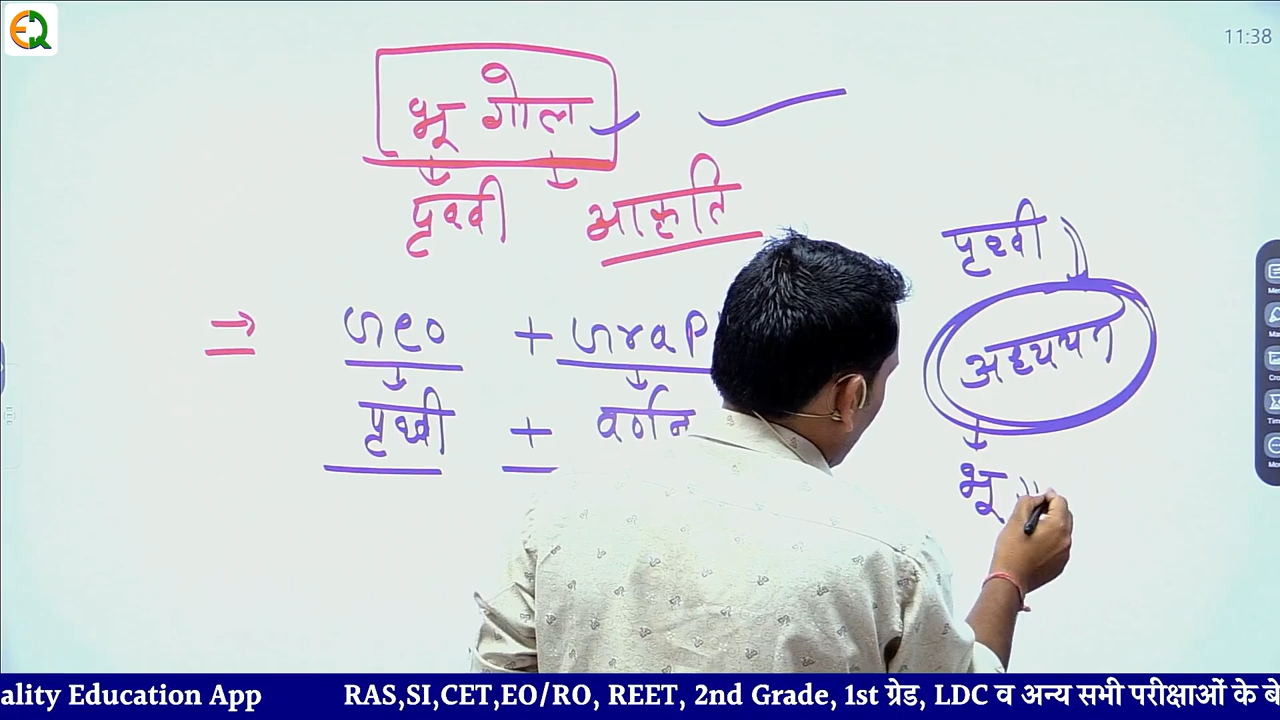 11:38
भू गोल
पृथ्वी आकृति
पृथ्वी
Geo +
अध्ययन
पृथ्वी + वर्णन
भू
ality Education App RAS,SI,CET,EO/RO, REET, 2nd Grade, 1st ग्रेड, LDC व अन्य सभी परीक्षाओं के